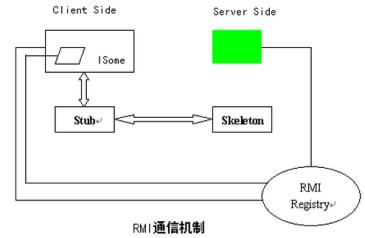 Client Side
Server Side
ISome
Stub↵
Skeleton
RMI
Registry↵
RMI通信机制